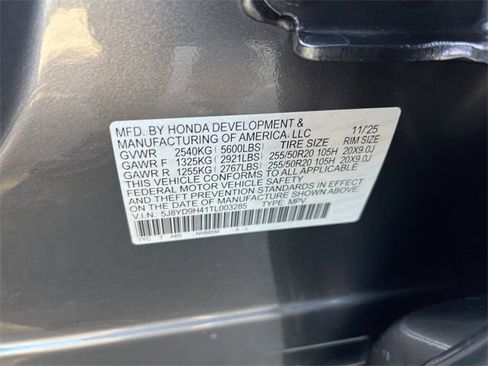 MFD. BY HONDA DEVELOPMENT & 11/25
MANUFACTURING OF AMERICA, LLC
GVWR 2540KG (5600LBS) TIRE SIZE RIM SIZE
GAWR F 1325KG (2921LBS) 255/50R20 105H 20X9.0J
GAWR R 1255KG (2767LBS) 255/50R20 105H 20X9.0J
THIS VEHICLE CONFORMS TO ALL APPLICABLE
FEDERAL MOTOR VEHICLE SAFETY
AND THEFT PREVENTION STANDARDS IN EFFECT
ON THE DATE OF MANUFACTURE SHOWN ABOVE.
V.I.N: 5J8YD9H41TL003285 TYPE: MPV